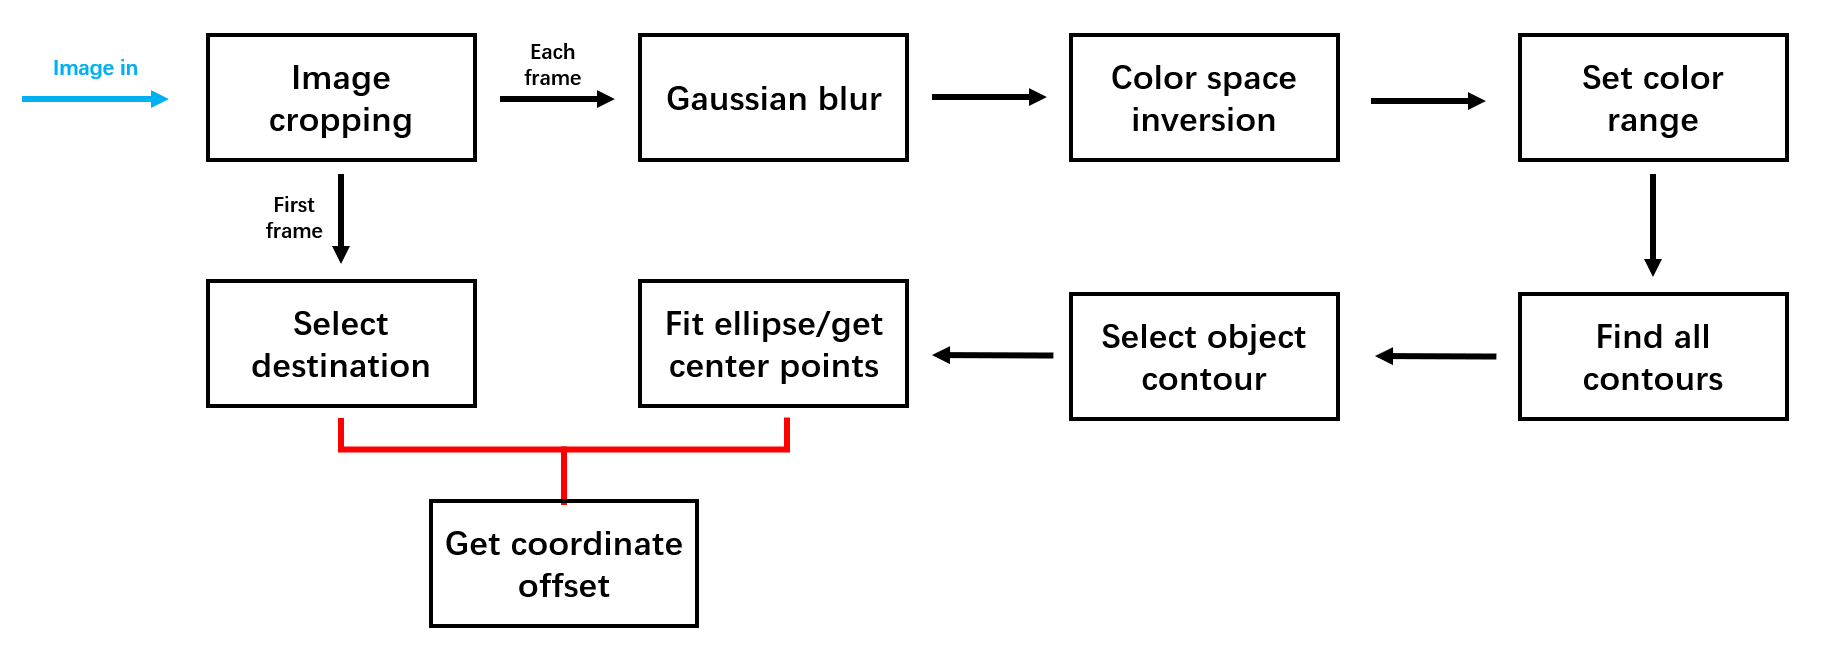 Image in
Image
cropping
Each
frame
Gaussian blur
Color space
inversion
Set color
range
First
frame
Select
destination
Fit ellipse/get
center points
Select object
contour
Find all
contours
Get coordinate
offset